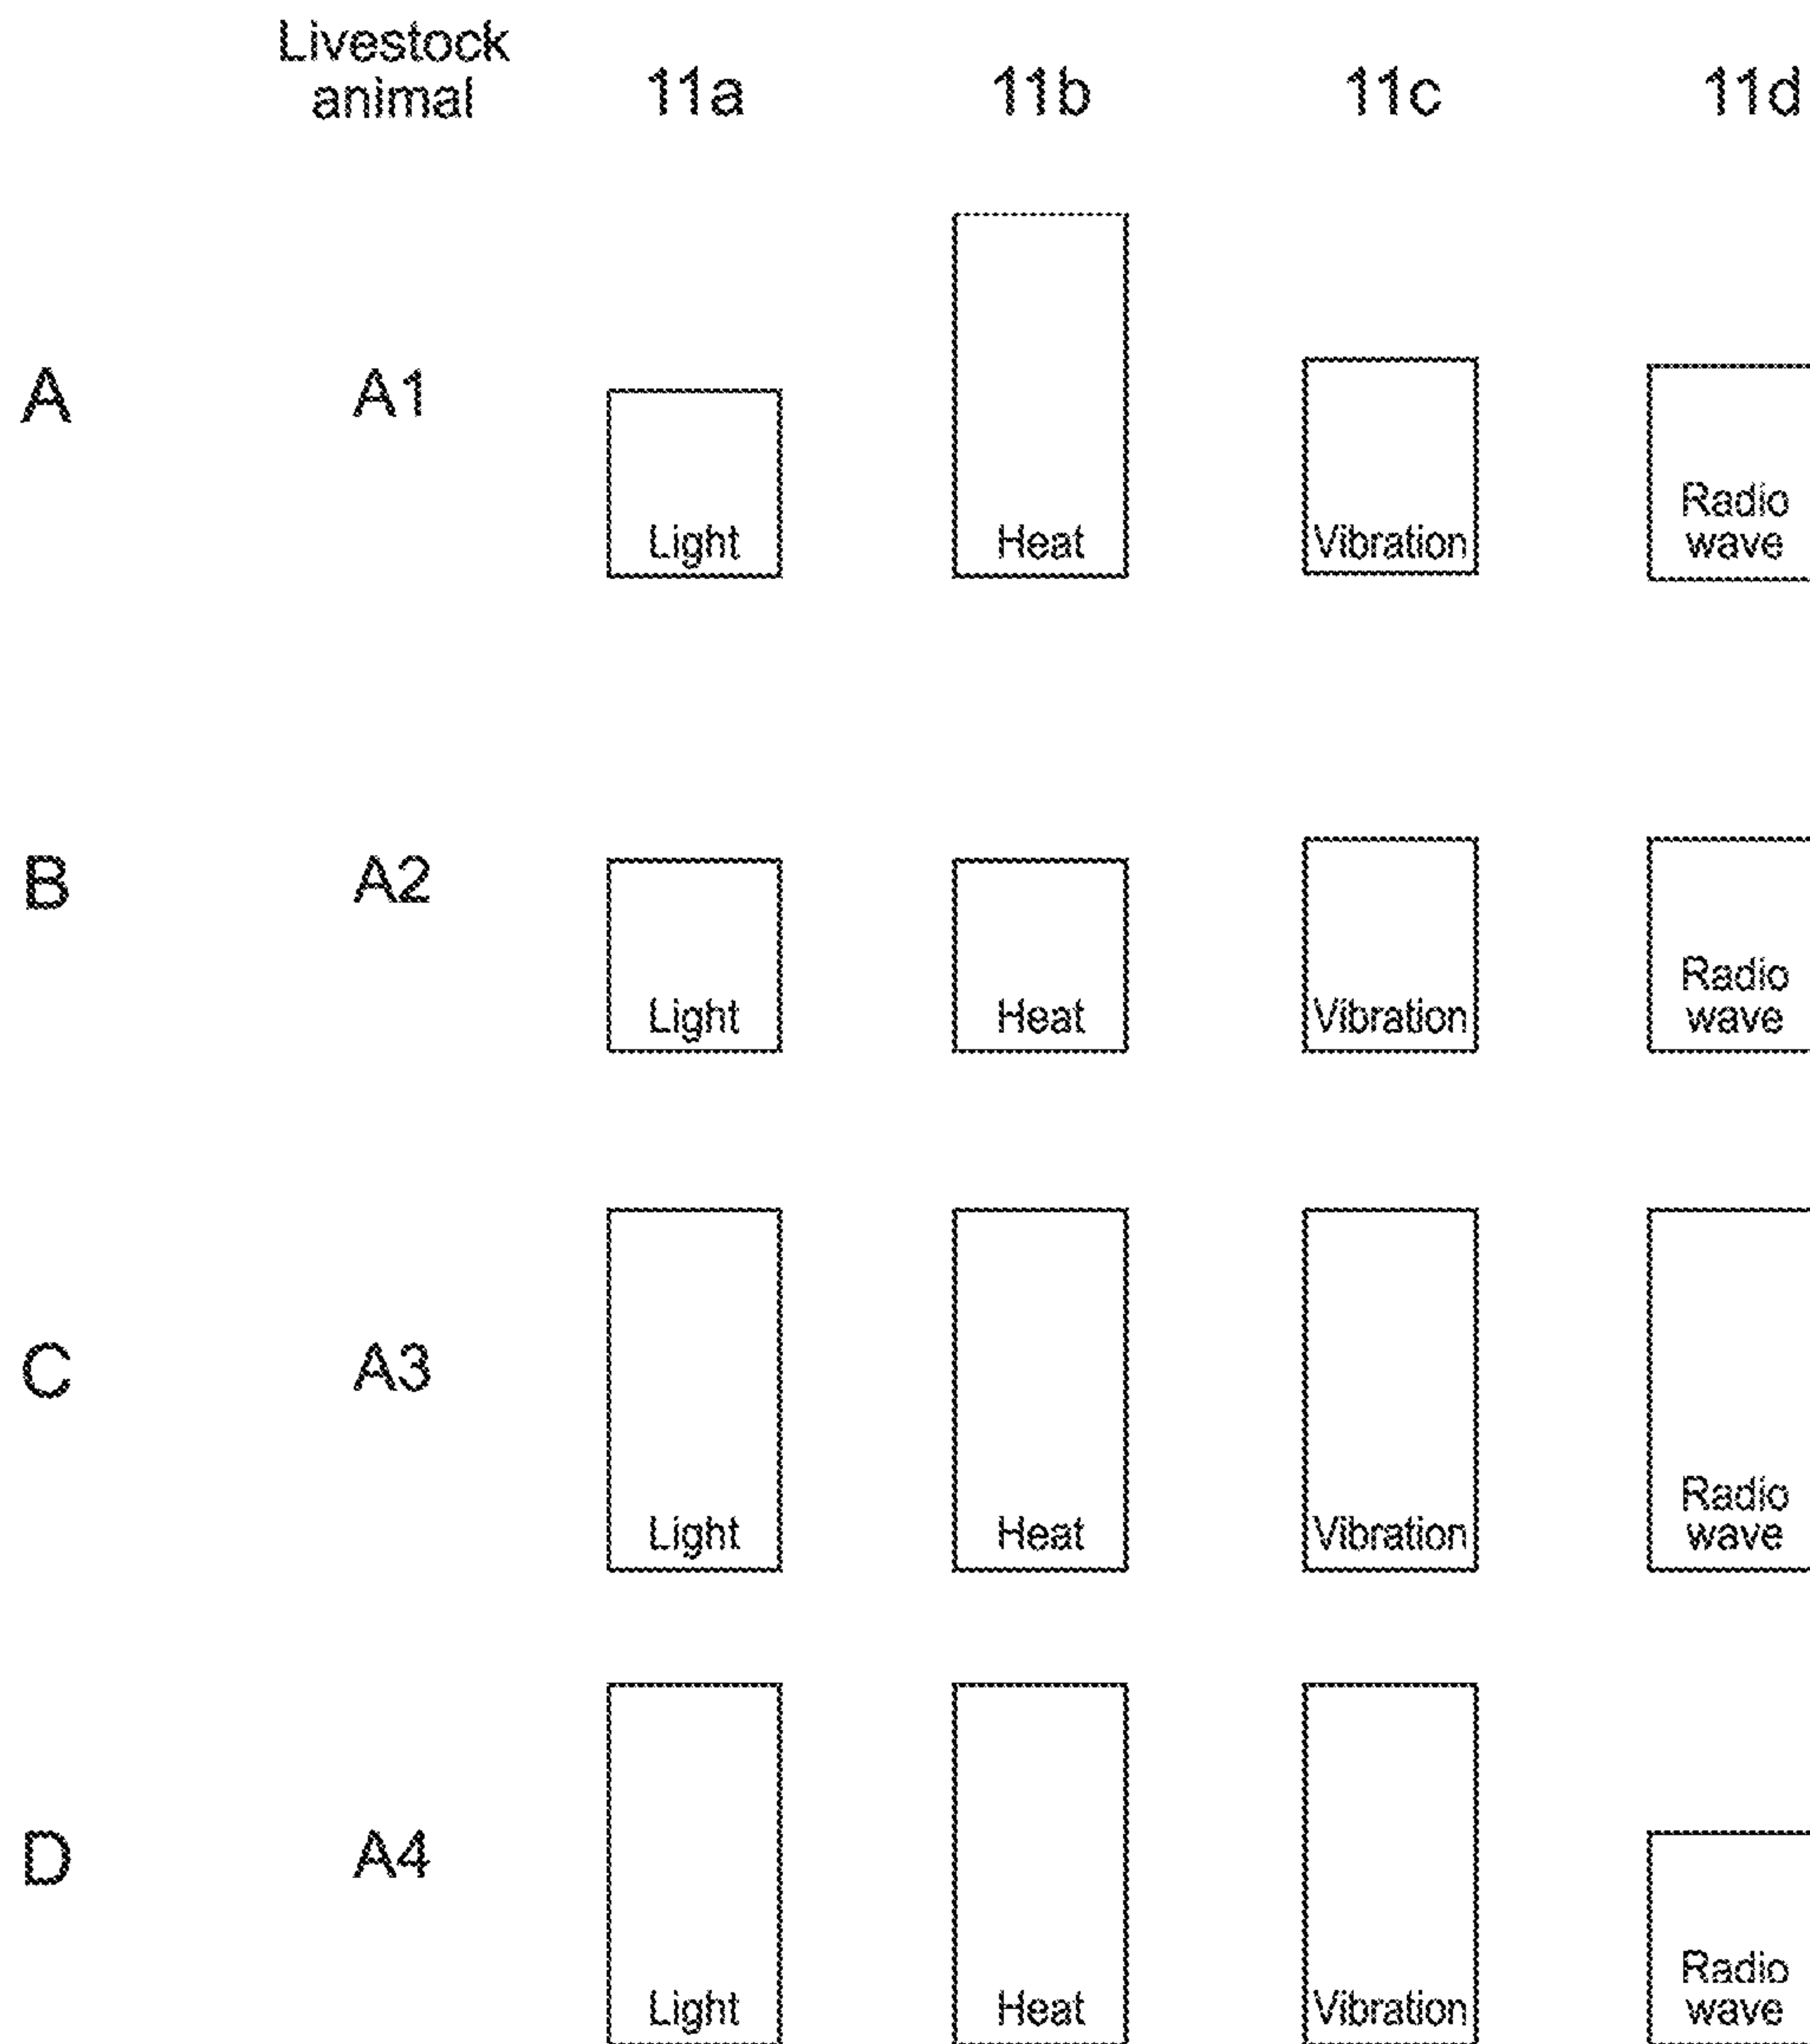 Livestock
animal
11a
11b
11c
11d
A
A1
Light
Heat
Vibration
Radio
wave
B
A2
Light
Heat
Vibration
Radio
wave
C
A3
Light
Heat
Vibration
Radio
wave
D
A4
Light
Heat
Vibration
Radio
wave